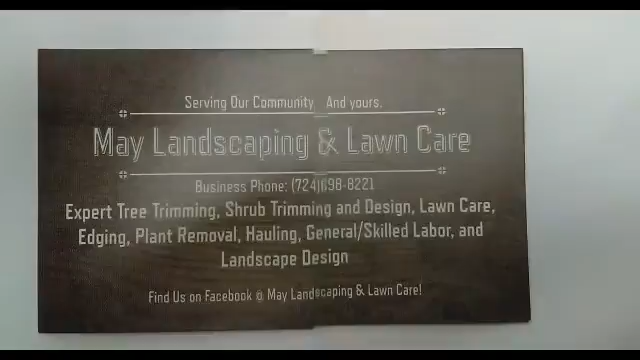 Serving Our Community, And yours.
May Landscaping & Lawn Care
Business Phone: (724)698-8221
Expert Tree Trimming, Shrub Trimming and Design, Lawn Care,
Edging, Plant Removal, Hauling, General/Skilled Labor, and
Landscape Design
Find Us on Facebook @ May Landscaping & Lawn Care!